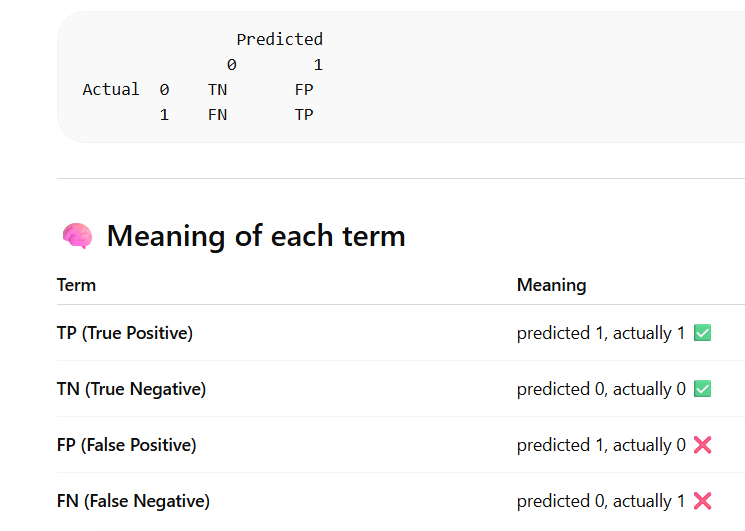 Predicted
0 1
Actual 0 TN FP
1 FN TP
🧠 Meaning of each term
Term Meaning
TP (True Positive) predicted 1, actually 1 ✅
TN (True Negative) predicted 0, actually 0 ✅
FP (False Positive) predicted 1, actually 0 ❌
FN (False Negative) predicted 0, actually 1 ❌